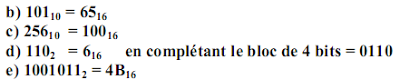 b) 101₁₀ = 65₁₆
c) 256₁₀ = 100₁₆
d) 110₂ = 6₁₆ en complétant le bloc de 4 bits = 0110
e) 1001011₂ = 4B₁₆